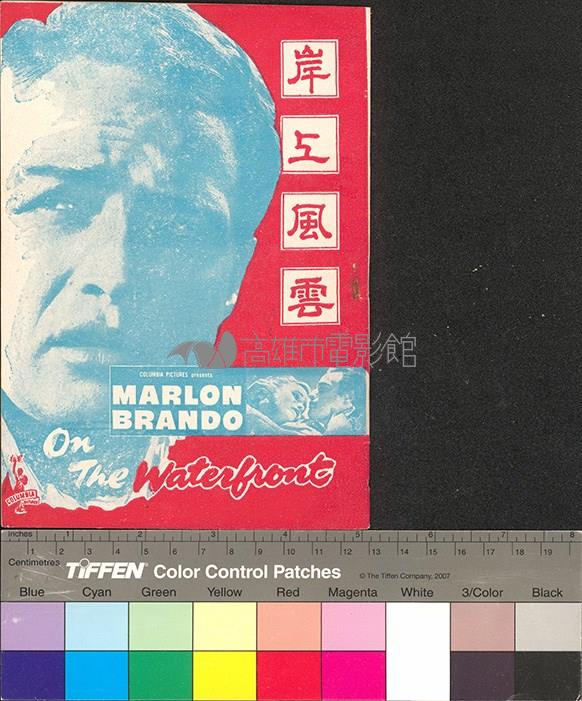 岸
上
風
雲
高雄市電影館
COLUMBIA PICTURES presents
MARLON
BRANDO
On
The Waterfront
COLUMBIA
Inches 1 2 3 4 5 6 7 8
Centimetres 1 2 3 4 5 6 7 8 9 10 11 12 13 14 15 16 17 18 19
TIFFEN Color Control Patches © The Tiffen Company, 2007
Blue Cyan Green Yellow Red Magenta White 3/Color Black